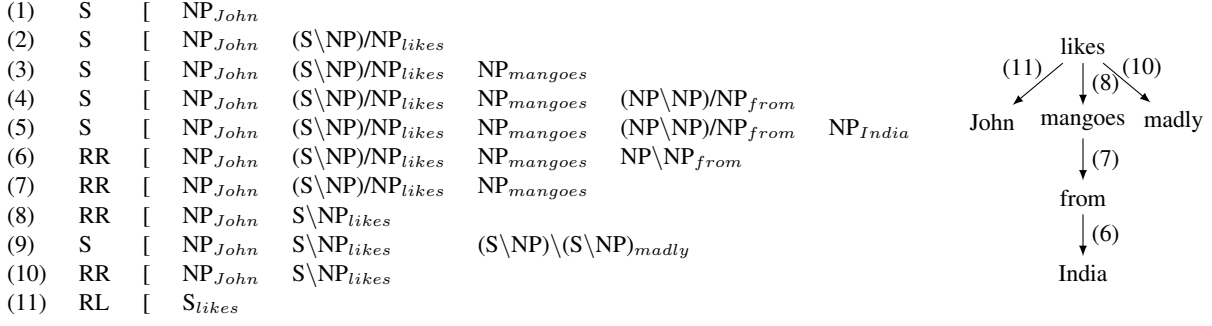 (1) S [ NP_John
(2) S [ NP_John (S\NP)/NP_likes
(3) S [ NP_John (S\NP)/NP_likes NP_mangoes
(4) S [ NP_John (S\NP)/NP_likes NP_mangoes (NP\NP)/NP_from
(5) S [ NP_John (S\NP)/NP_likes NP_mangoes (NP\NP)/NP_from NP_India
(6) RR [ NP_John (S\NP)/NP_likes NP_mangoes NP\NP_from
(7) RR [ NP_John (S\NP)/NP_likes NP_mangoes
(8) RR [ NP_John S\NP_likes
(9) S [ NP_John S\NP_likes (S\NP)\(S\NP)_madly
(10) RR [ NP_John S\NP_likes
(11) RL [ S_likes
likes
(11) (8) (10)
John mangoes madly
(7)
from
(6)
India